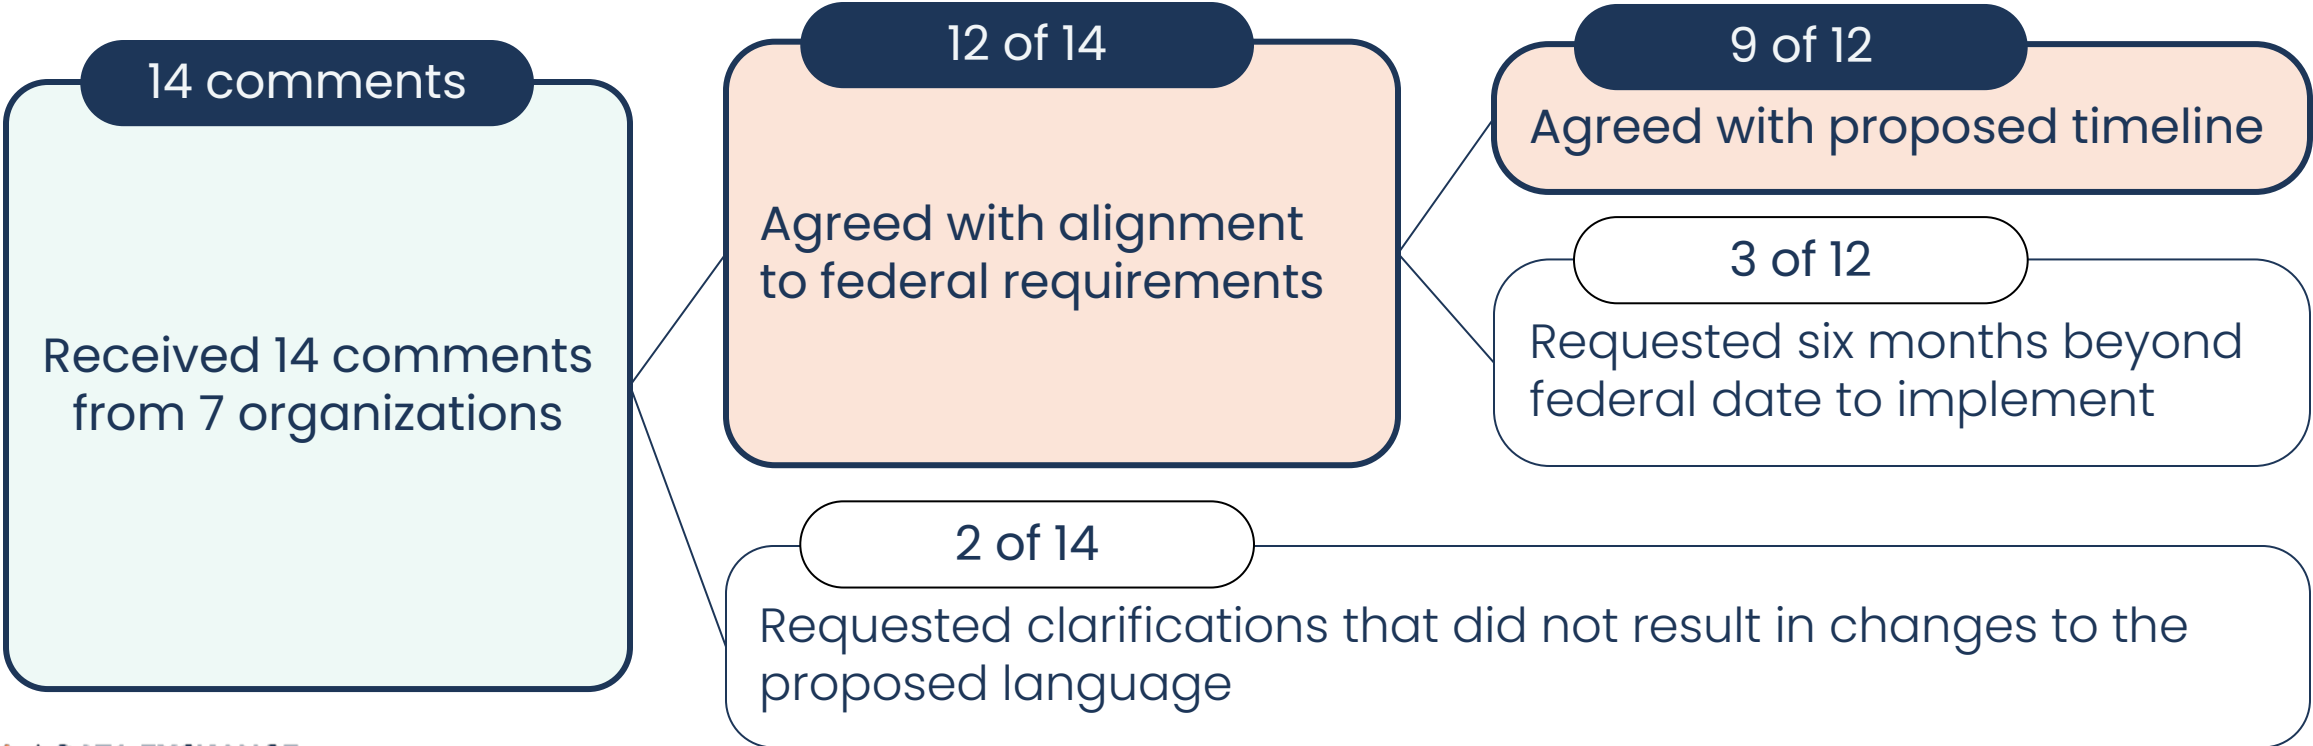 14 comments
Received 14 comments
from 7 organizations
12 of 14
Agreed with alignment
to federal requirements
9 of 12
Agreed with proposed timeline
3 of 12
Requested six months beyond
federal date to implement
2 of 14
Requested clarifications that did not result in changes to the
proposed language